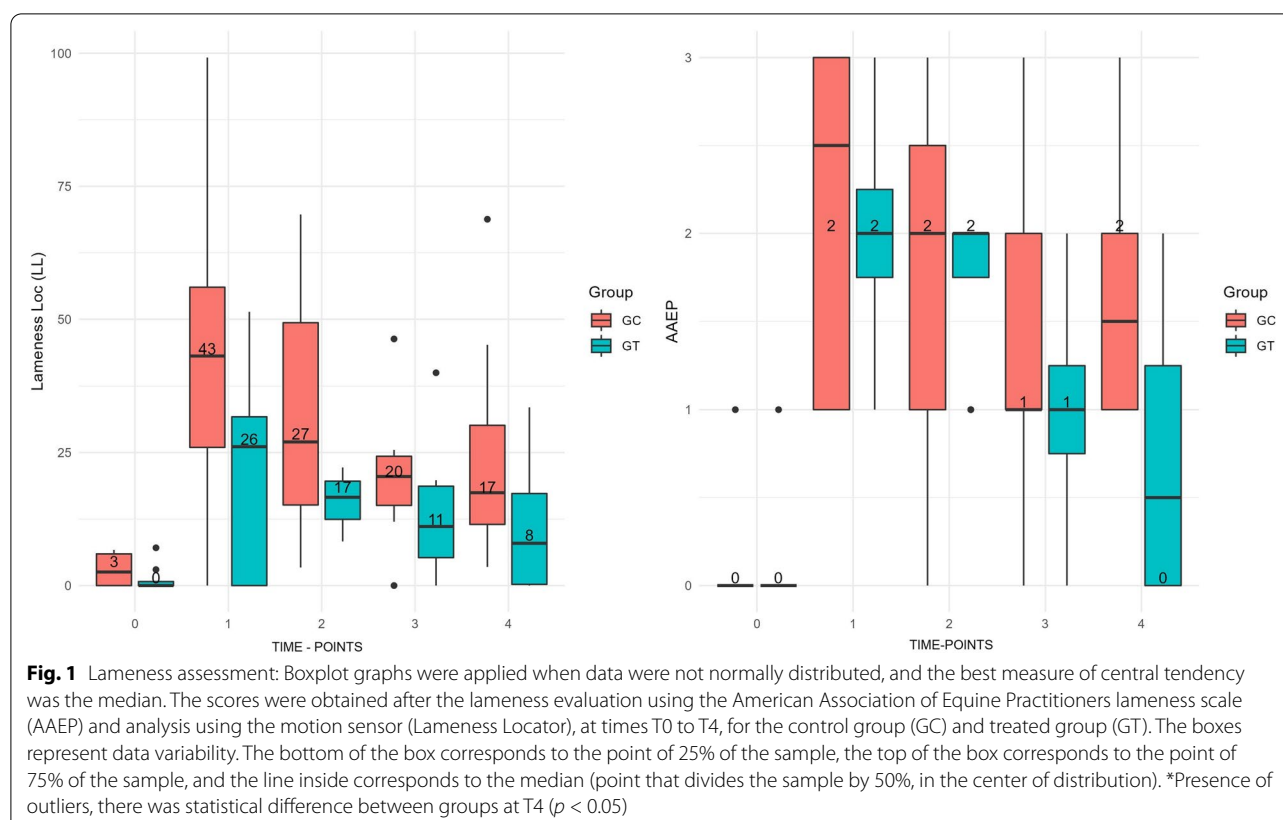 100
75
50
25
0
Lameness Loc (LL)
3
0
43
26
27
17
20
11
17
8
0
1
2
3
4
TIME - POINTS
Group
GC
GT
3
2
1
0
AAEP
0
0
2
2
2
2
1
1
2
0
0
1
2
3
4
TIME-POINTS
Group
GC
GT
Fig. 1 Lameness assessment: Boxplot graphs were applied when data were not normally distributed, and the best measure of central tendency
was the median. The scores were obtained after the lameness evaluation using the American Association of Equine Practitioners lameness scale
(AAEP) and analysis using the motion sensor (Lameness Locator), at times T0 to T4, for the control group (GC) and treated group (GT). The boxes
represent data variability. The bottom of the box corresponds to the point of 25% of the sample, the top of the box corresponds to the point of
75% of the sample, and the line inside corresponds to the median (point that divides the sample by 50%, in the center of distribution). *Presence of
outliers, there was statistical difference between groups at T4 (p < 0.05)